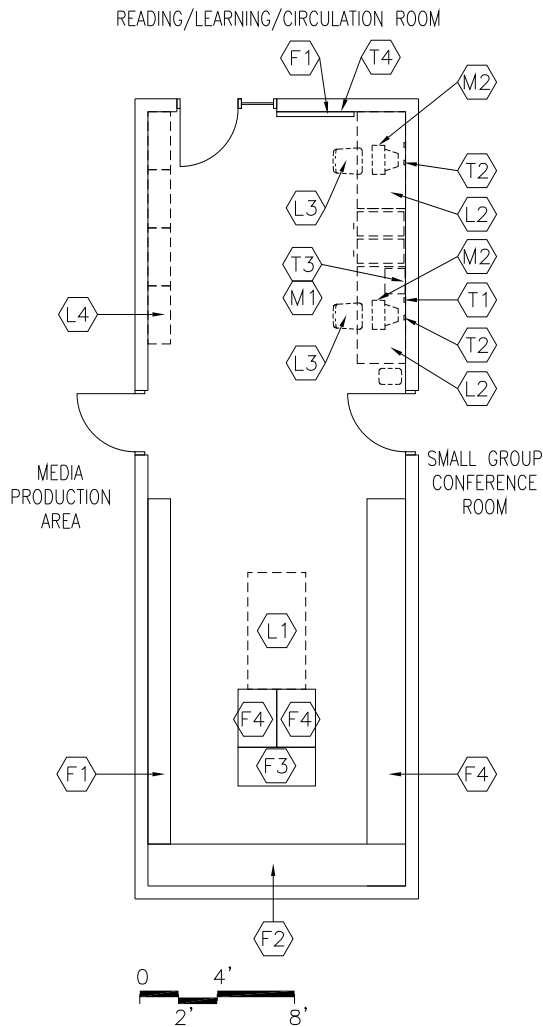 READING/LEARNING/CIRCULATION ROOM
F1
T4
M2
T2
L3
L2
T3
M2
M1
T1
L4
T2
L3
L2
MEDIA
PRODUCTION
AREA
SMALL GROUP
CONFERENCE
ROOM
L1
F4
F4
F3
F1
F4
F2
0
4'
2'
8'